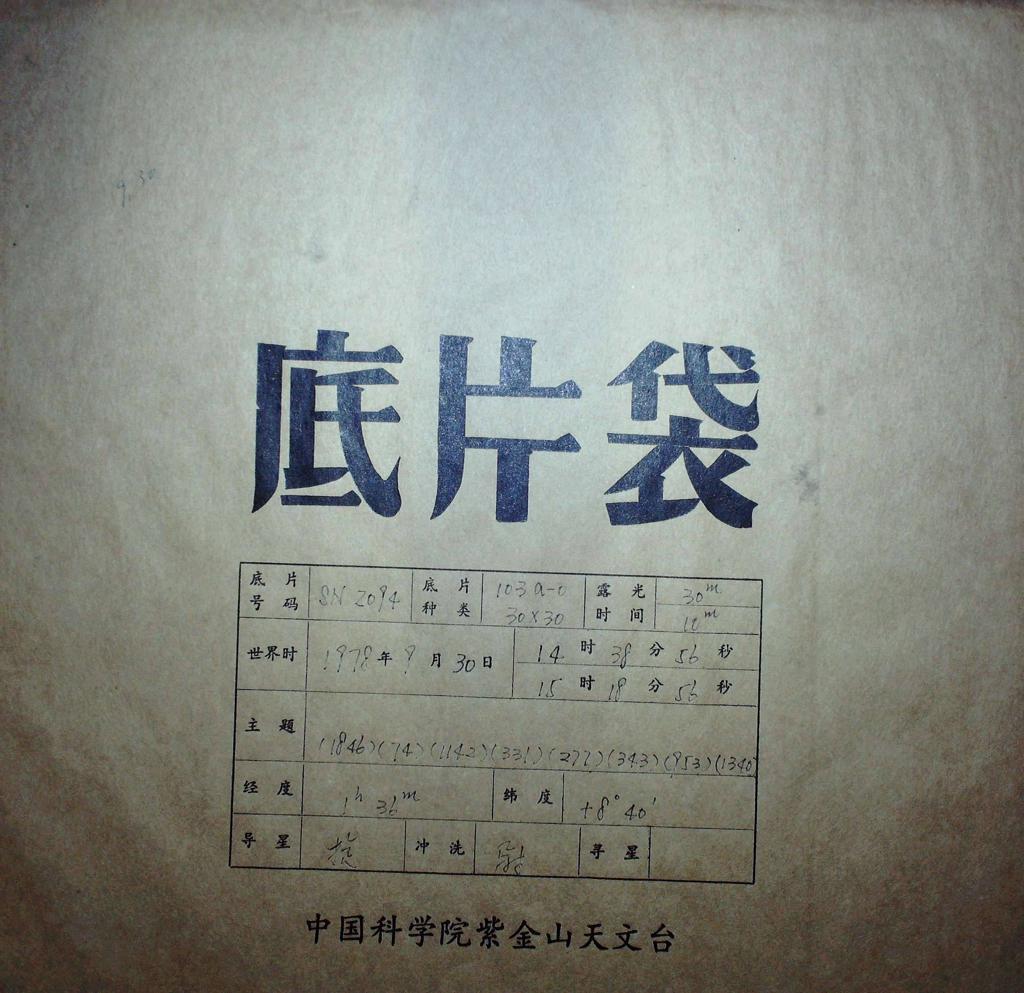 9.30
底片袋
底片号码 SN 2094 底片种类 103a-O 30×30 露光时间 30m 10m
世界时 1978年9月30日 14时38分56秒
15时18分56秒
主题 (1846)(74)(1142)(331)(277)(343)(953)(1340)
经度 1h 36m 纬度 +8° 40′
导星 冲洗 寻星
中国科学院紫金山天文台